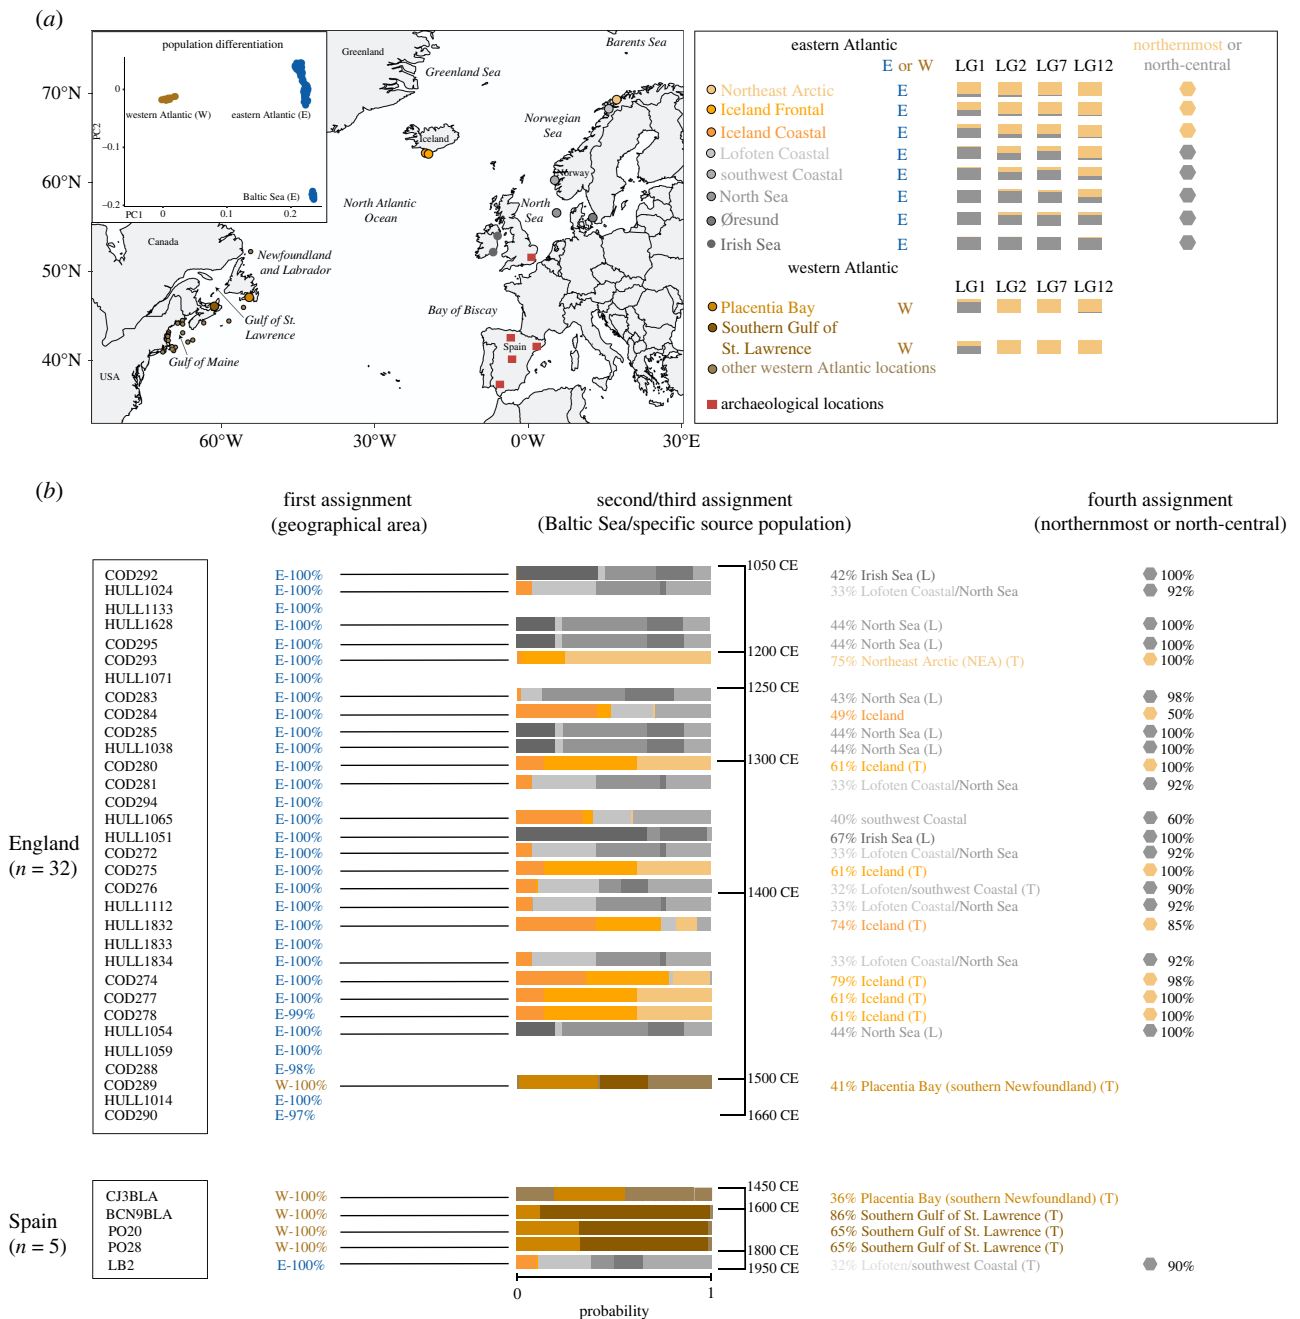 (a)
population differentiation
0
−0.1
−0.2
PC2
western Atlantic (W)
eastern Atlantic (E)
Baltic Sea (E)
PC1
0
0.1
0.2
Greenland
Greenland Sea
Barents Sea
Norwegian
Sea
Iceland
Norway
North Atlantic
Ocean
North
Sea
Canada
Newfoundland
and Labrador
Gulf of St.
Lawrence
Gulf of Maine
USA
Bay of Biscay
Spain
70°N
60°N
50°N
40°N
60°W
30°W
0°W
30°E
eastern Atlantic
northernmost or
north-central
E or W LG1 LG2 LG7 LG12
Northeast Arctic E
Iceland Frontal E
Iceland Coastal E
Lofoten Coastal E
southwest Coastal E
North Sea E
Øresund E
Irish Sea E
western Atlantic
LG1 LG2 LG7 LG12
Placentia Bay W
Southern Gulf of
St. Lawrence W
other western Atlantic locations
archaeological locations
(b)
first assignment
(geographical area)
second/third assignment
(Baltic Sea/specific source population)
fourth assignment
(northernmost or north-central)
England
(n = 32)
1050 CE
COD292 E-100% 42% Irish Sea (L) 100%
HULL1024 E-100% 33% Lofoten Coastal/North Sea 92%
HULL1133 E-100%
HULL1628 E-100% 44% North Sea (L) 100%
COD295 E-100% 44% North Sea (L) 100%
1200 CE
COD293 E-100% 75% Northeast Arctic (NEA) (T) 100%
HULL1071 E-100%
1250 CE
COD283 E-100% 43% North Sea (L) 98%
COD284 E-100% 49% Iceland 50%
COD285 E-100% 44% North Sea (L) 100%
HULL1038 E-100% 44% North Sea (L) 100%
1300 CE
COD280 E-100% 61% Iceland (T) 100%
COD281 E-100% 33% Lofoten Coastal/North Sea 92%
COD294 E-100%
HULL1065 E-100% 40% southwest Coastal 60%
HULL1051 E-100% 67% Irish Sea (L) 100%
COD272 E-100% 33% Lofoten Coastal/North Sea 92%
COD275 E-100% 61% Iceland (T) 100%
COD276 E-100% 32% Lofoten/southwest Coastal (T) 90%
1400 CE
HULL1112 E-100% 33% Lofoten Coastal/North Sea 92%
HULL1832 E-100% 74% Iceland (T) 85%
HULL1833 E-100%
HULL1834 E-100% 33% Lofoten Coastal/North Sea 92%
COD274 E-100% 79% Iceland (T) 98%
COD277 E-100% 61% Iceland (T) 100%
COD278 E-99% 61% Iceland (T) 100%
HULL1054 E-100% 44% North Sea (L) 100%
HULL1059 E-100%
COD288 E-98%
1500 CE
COD289 W-100% 41% Placentia Bay (southern Newfoundland) (T)
HULL1014 E-100%
COD290 E-97%
1660 CE
Spain
(n = 5)
1450 CE
CJ3BLA W-100% 36% Placentia Bay (southern Newfoundland) (T)
1600 CE
BCN9BLA W-100% 86% Southern Gulf of St. Lawrence (T)
PO20 W-100% 65% Southern Gulf of St. Lawrence (T)
PO28 W-100% 65% Southern Gulf of St. Lawrence (T)
1800 CE
LB2 E-100% 32% Lofoten/southwest Coastal (T) 90%
1950 CE
0 1
probability